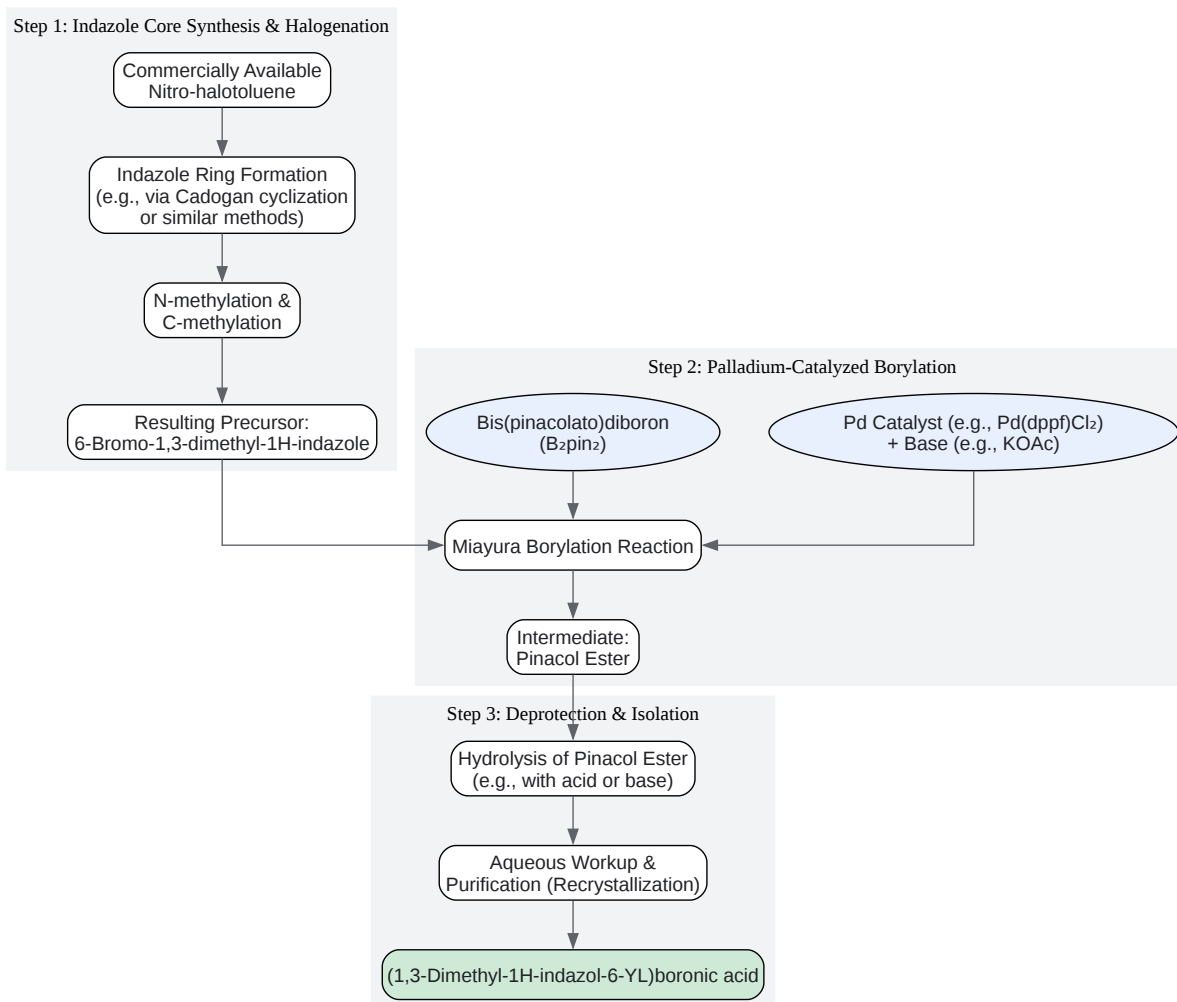 Step 1: Indazole Core Synthesis & Halogenation
Commercially Available
Nitro-halotoluene
Indazole Ring Formation
(e.g., via Cadogan cyclization
or similar methods)
N-methylation &
C-methylation
Resulting Precursor:
6-Bromo-1,3-dimethyl-1H-indazole
Step 2: Palladium-Catalyzed Borylation
Bis(pinacolato)diboron
(B₂pin₂)
Pd Catalyst (e.g., Pd(dppf)Cl₂)
+ Base (e.g., KOAc)
Miayura Borylation Reaction
Intermediate:
Pinacol Ester
Step 3: Deprotection & Isolation
Hydrolysis of Pinacol Ester
(e.g., with acid or base)
Aqueous Workup &
Purification (Recrystallization)
(1,3-Dimethyl-1H-indazol-6-YL)boronic acid